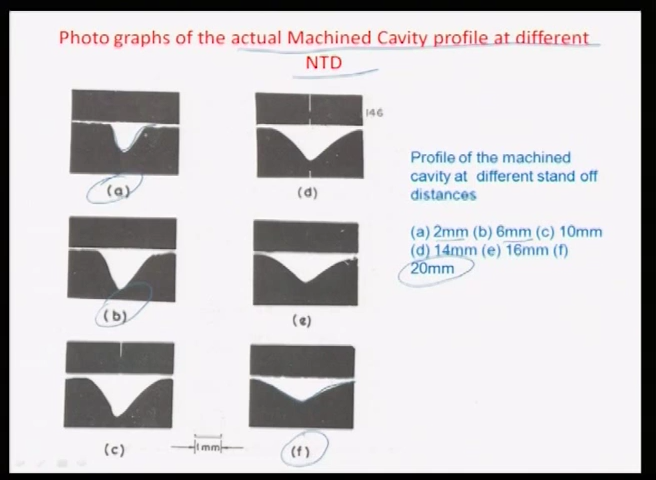 Photo graphs of the actual Machined Cavity profile at different
NTD
146
(a)
(d)
Profile of the machined
cavity at different stand off
distances
(a) 2mm (b) 6mm (c) 10mm
(d) 14mm (e) 16mm (f)
20mm
(b)
(e)
(c)
1mm
(f)